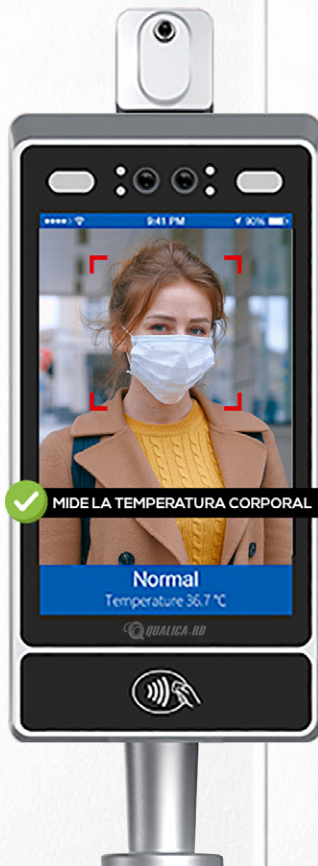 9:41 PM
90%
MIDE LA TEMPERATURA CORPORAL
Normal
Temperature 36.7 °C
QUALICA-RD